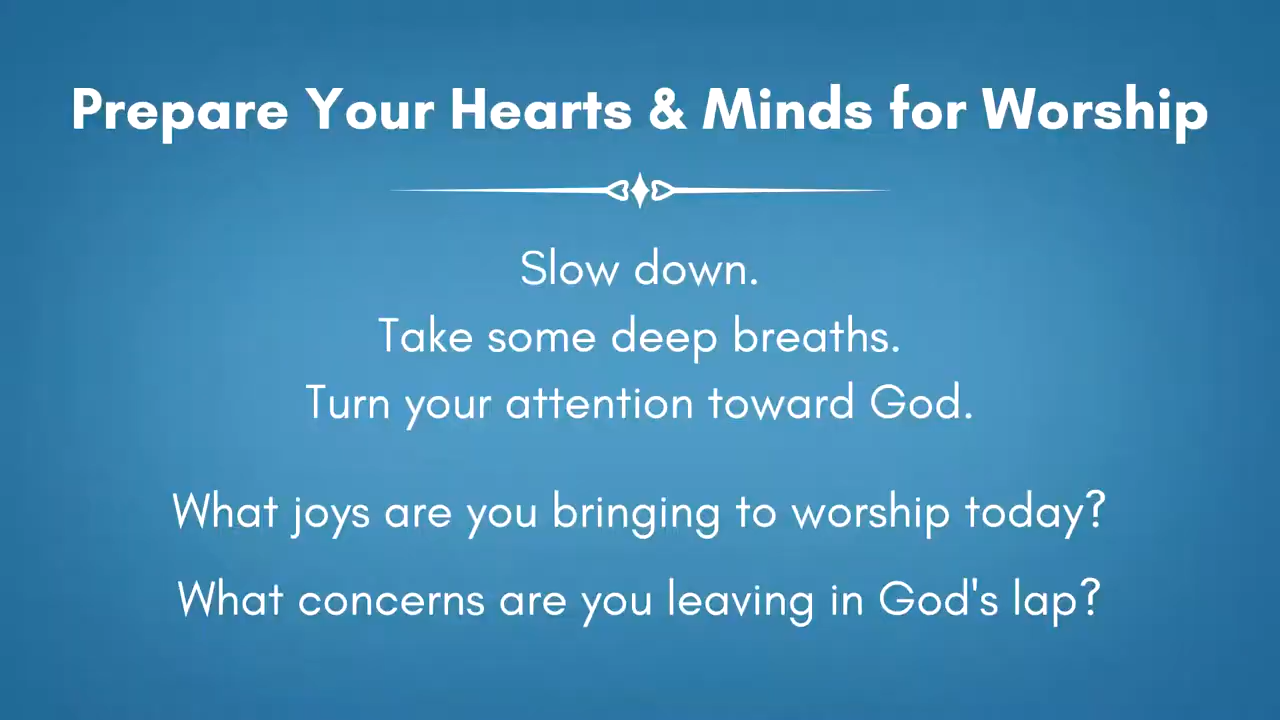 Prepare Your Hearts & Minds for Worship
Slow down.
Take some deep breaths.
Turn your attention toward God.
What joys are you bringing to worship today?
What concerns are you leaving in God's lap?